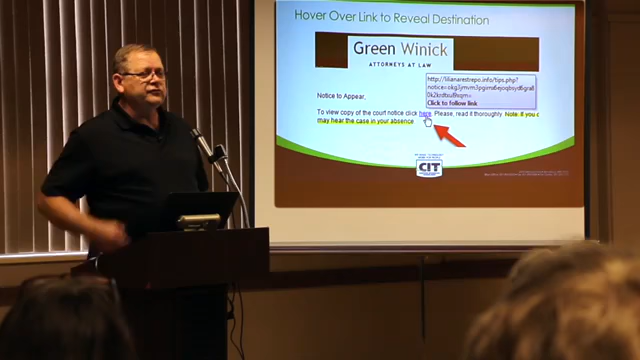 Hover Over Link to Reveal Destination
Green Winick
ATTORNEYS AT LAW
http://lilianarestrepo.info/tips.php?
Click to follow link
Notice to Appear,
To view copy of the court notice click here. Please, read it thoroughly. Note: If you
may hear the case in your absence.
CIT